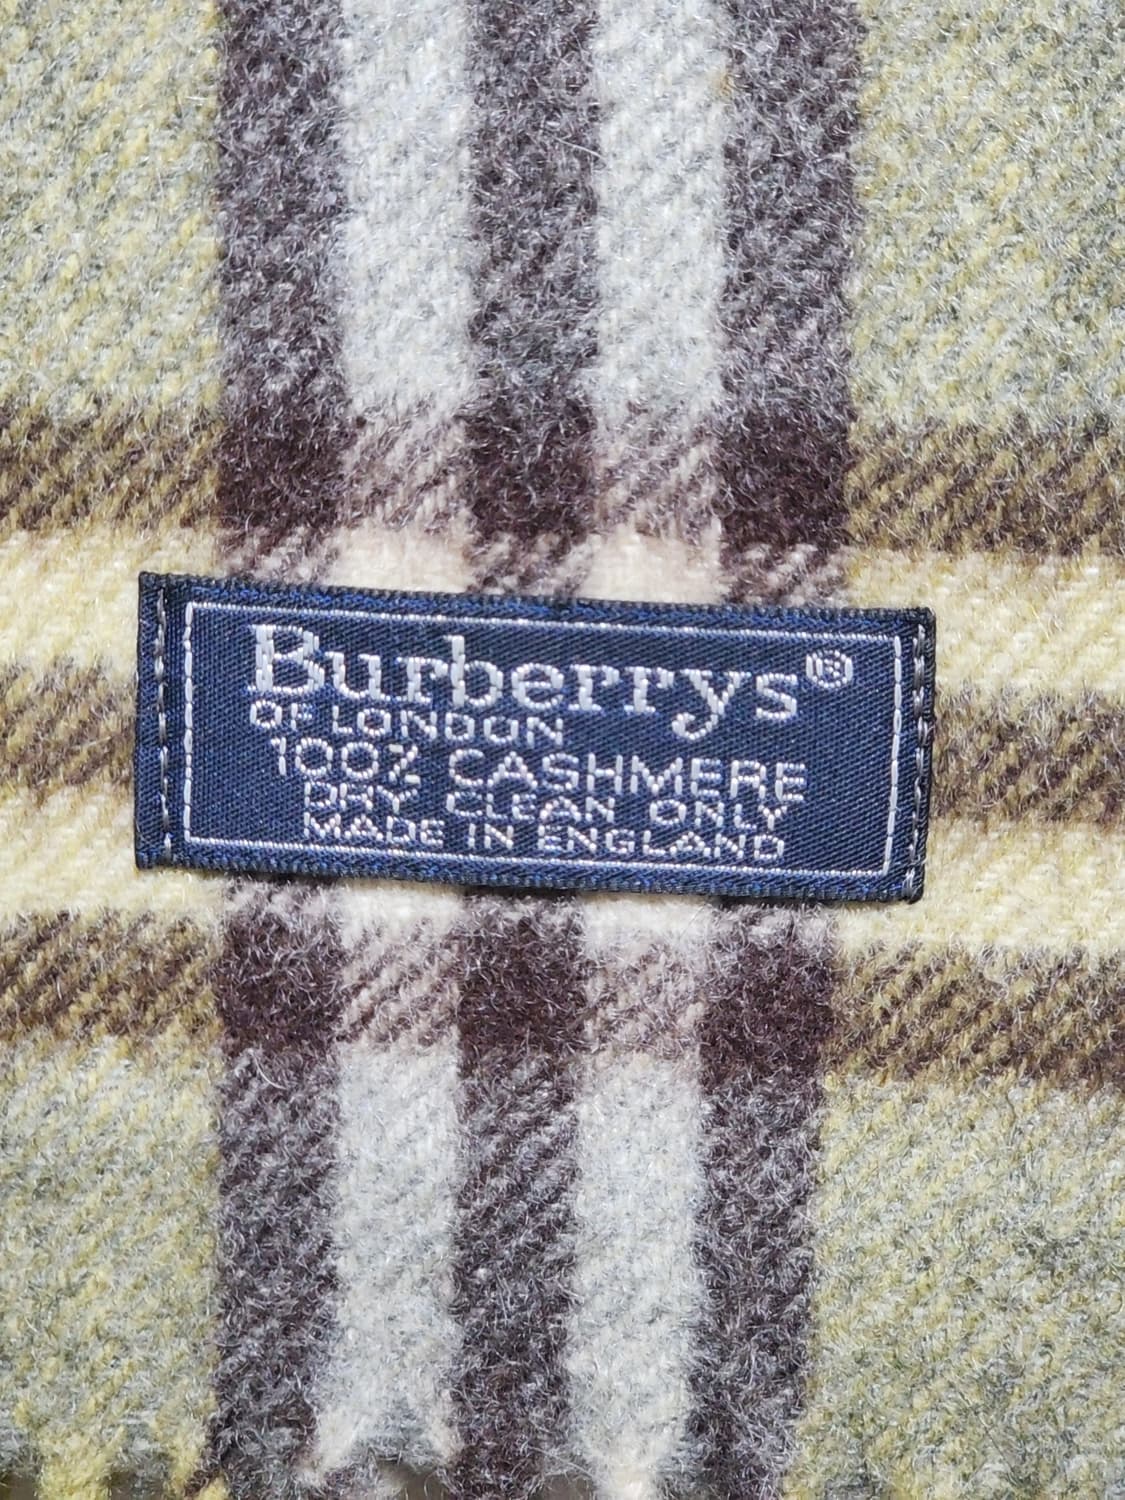 Burberrys®
OF LONDON
100% CASHMERE
DRY CLEAN ONLY
MADE IN ENGLAND